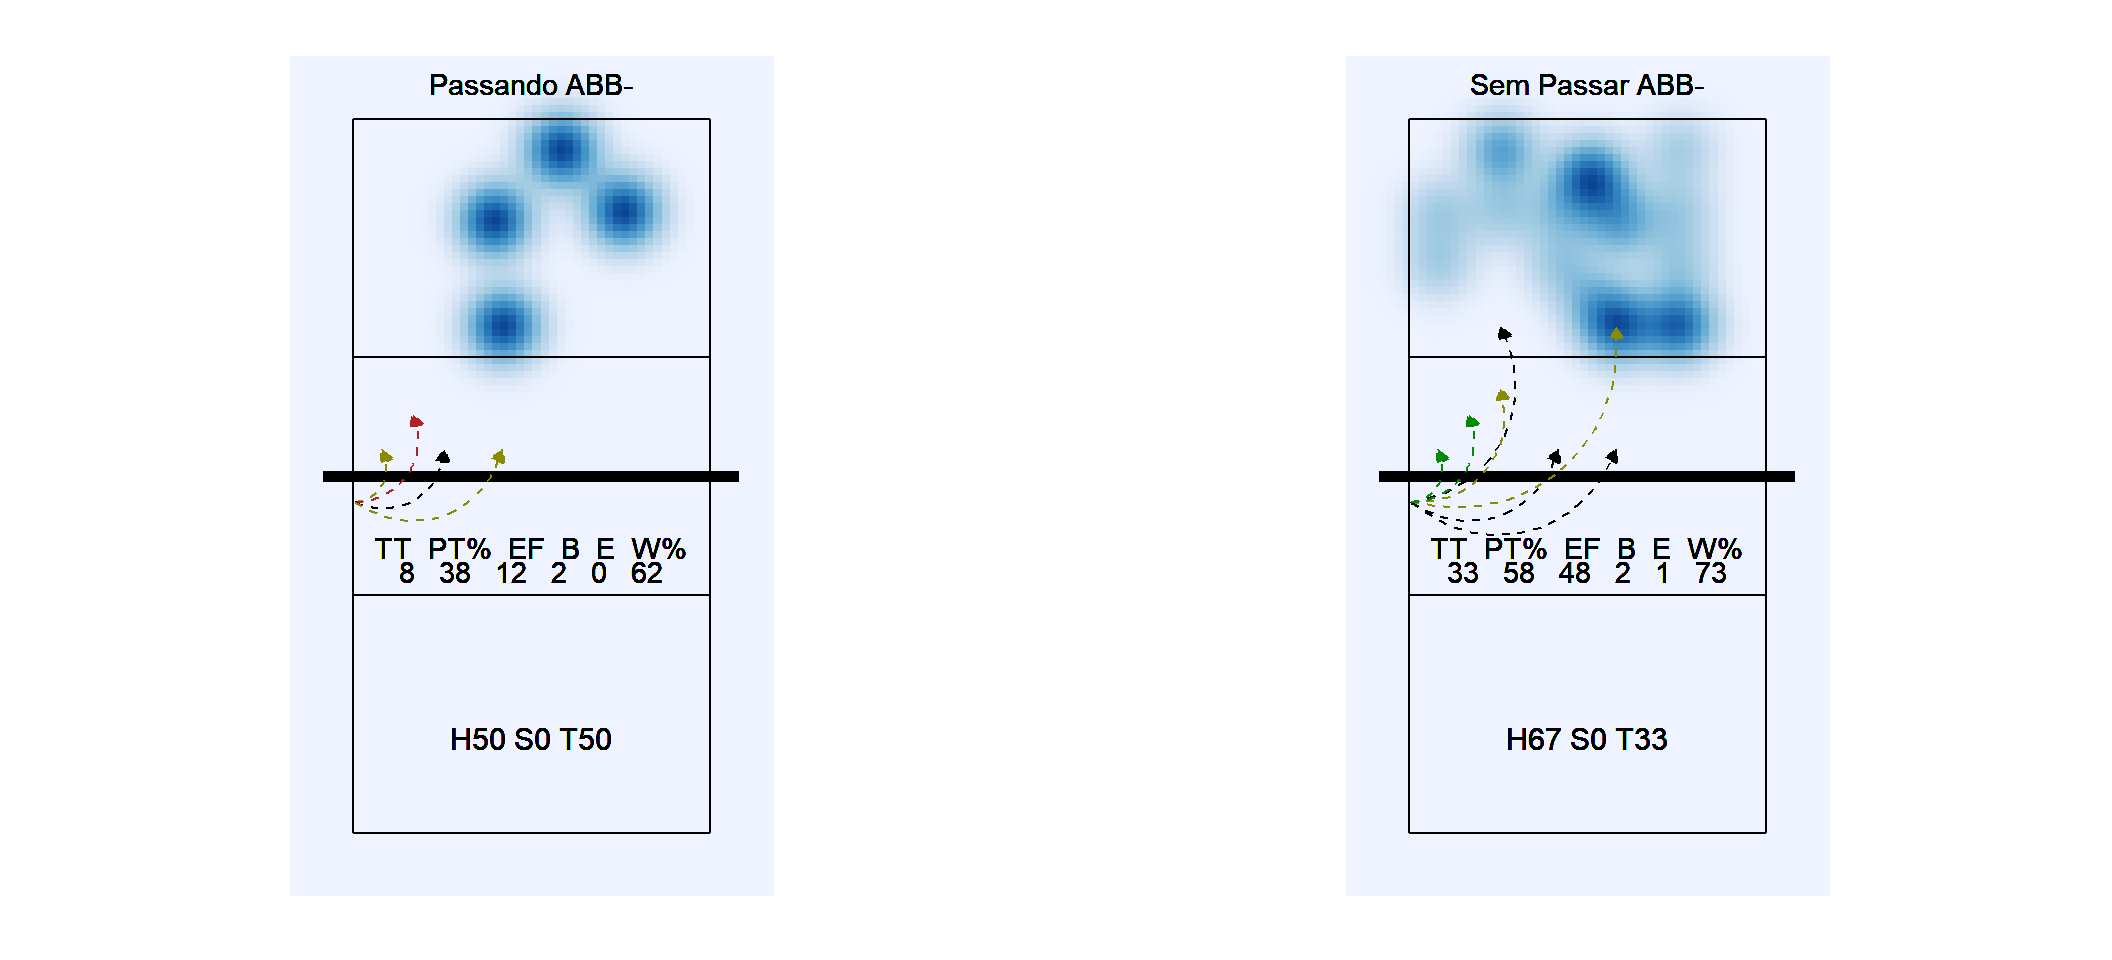 Passando ABB-
TT PT% EF B E W%
8 38 12 2 0 62
H50 S0 T50
Sem Passar ABB-
TT PT% EF B E W%
33 58 48 2 1 73
H67 S0 T33